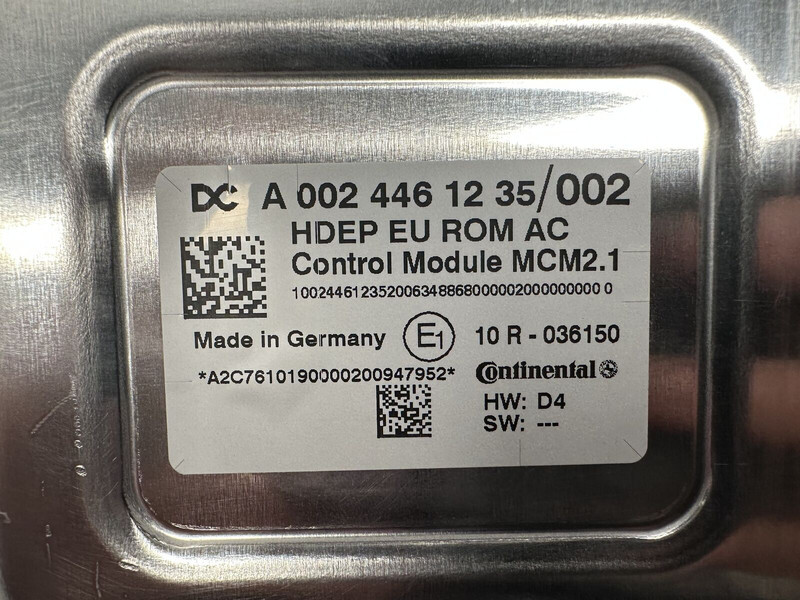 DC A 002 446 12 35/002
HDEP EU ROM AC
Control Module MCM2.1
10024461235200634886800000200000000 0
Made in Germany E1 10 R - 036150
*A2C7610190000200947952* Continental
HW: D4
SW: ---